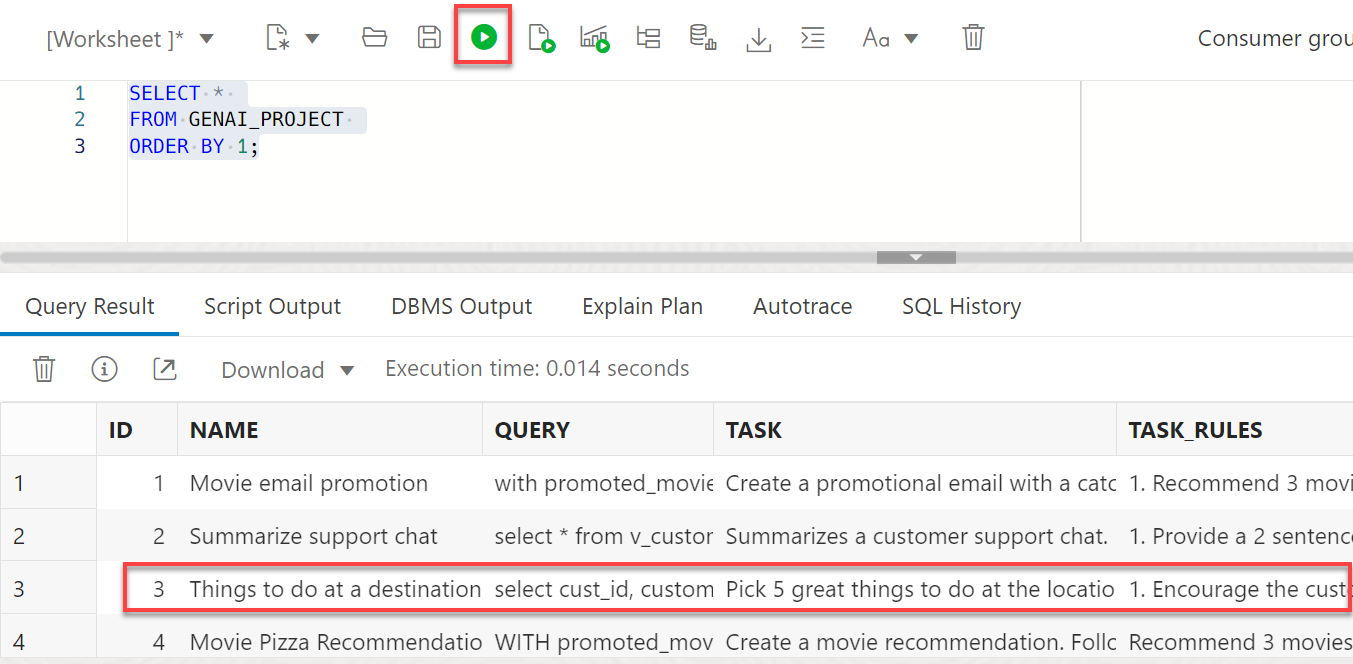 [Worksheet ]* Aa Consumer grou
1 SELECT *
2 FROM GENAI_PROJECT
3 ORDER BY 1;
Query Result Script Output DBMS Output Explain Plan Autotrace SQL History
Download Execution time: 0.014 seconds
ID NAME QUERY TASK TASK_RULES
1 1 Movie email promotion with promoted_movie Create a promotional email with a catc 1. Recommend 3 movi
2 2 Summarize support chat select * from v_custor Summarizes a customer support chat. 1. Provide a 2 sentenc
3 3 Things to do at a destination select cust_id, custom Pick 5 great things to do at the locatio 1. Encourage the cust
4 4 Movie Pizza Recommendatio WITH promoted_mov Create a movie recommendation. Follc Recommend 3 movies